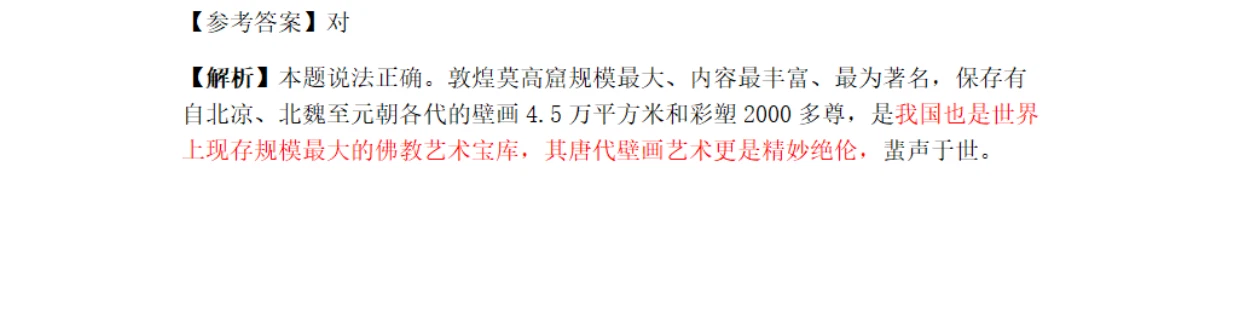 【参考答案】对
【解析】本题说法正确。敦煌莫高窟规模最大、内容最丰富、最为著名，保存有
自北凉、北魏至元朝各代的壁画 4.5 万平方米和彩塑 2000 多尊，是我国也是世界
上现存规模最大的佛教艺术宝库，其唐代壁画艺术更是精妙绝伦，蜚声于世。